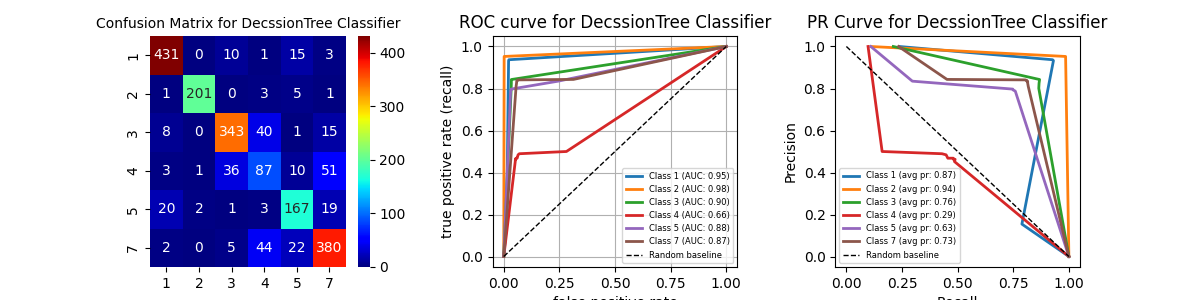 Confusion Matrix for DecssionTree Classifier
1 431 0 10 1 15 3
2 1 201 0 3 5 1
3 8 0 343 40 1 15
4 3 1 36 87 10 51
5 20 2 1 3 167 19
7 2 0 5 44 22 380
1 2 3 4 5 7
400
300
200
100
0
ROC curve for DecssionTree Classifier
true positive rate (recall)
1.0
0.8
0.6
0.4
0.2
0.0
Class 1 (AUC: 0.95)
Class 2 (AUC: 0.98)
Class 3 (AUC: 0.90)
Class 4 (AUC: 0.66)
Class 5 (AUC: 0.88)
Class 7 (AUC: 0.87)
Random baseline
0.00 0.25 0.50 0.75 1.00
false positive rate
PR Curve for DecssionTree Classifier
Precision
1.0
0.8
0.6
0.4
0.2
0.0
Class 1 (avg pr: 0.87)
Class 2 (avg pr: 0.94)
Class 3 (avg pr: 0.76)
Class 4 (avg pr: 0.29)
Class 5 (avg pr: 0.63)
Class 7 (avg pr: 0.73)
Random baseline
0.00 0.25 0.50 0.75 1.00
Recall